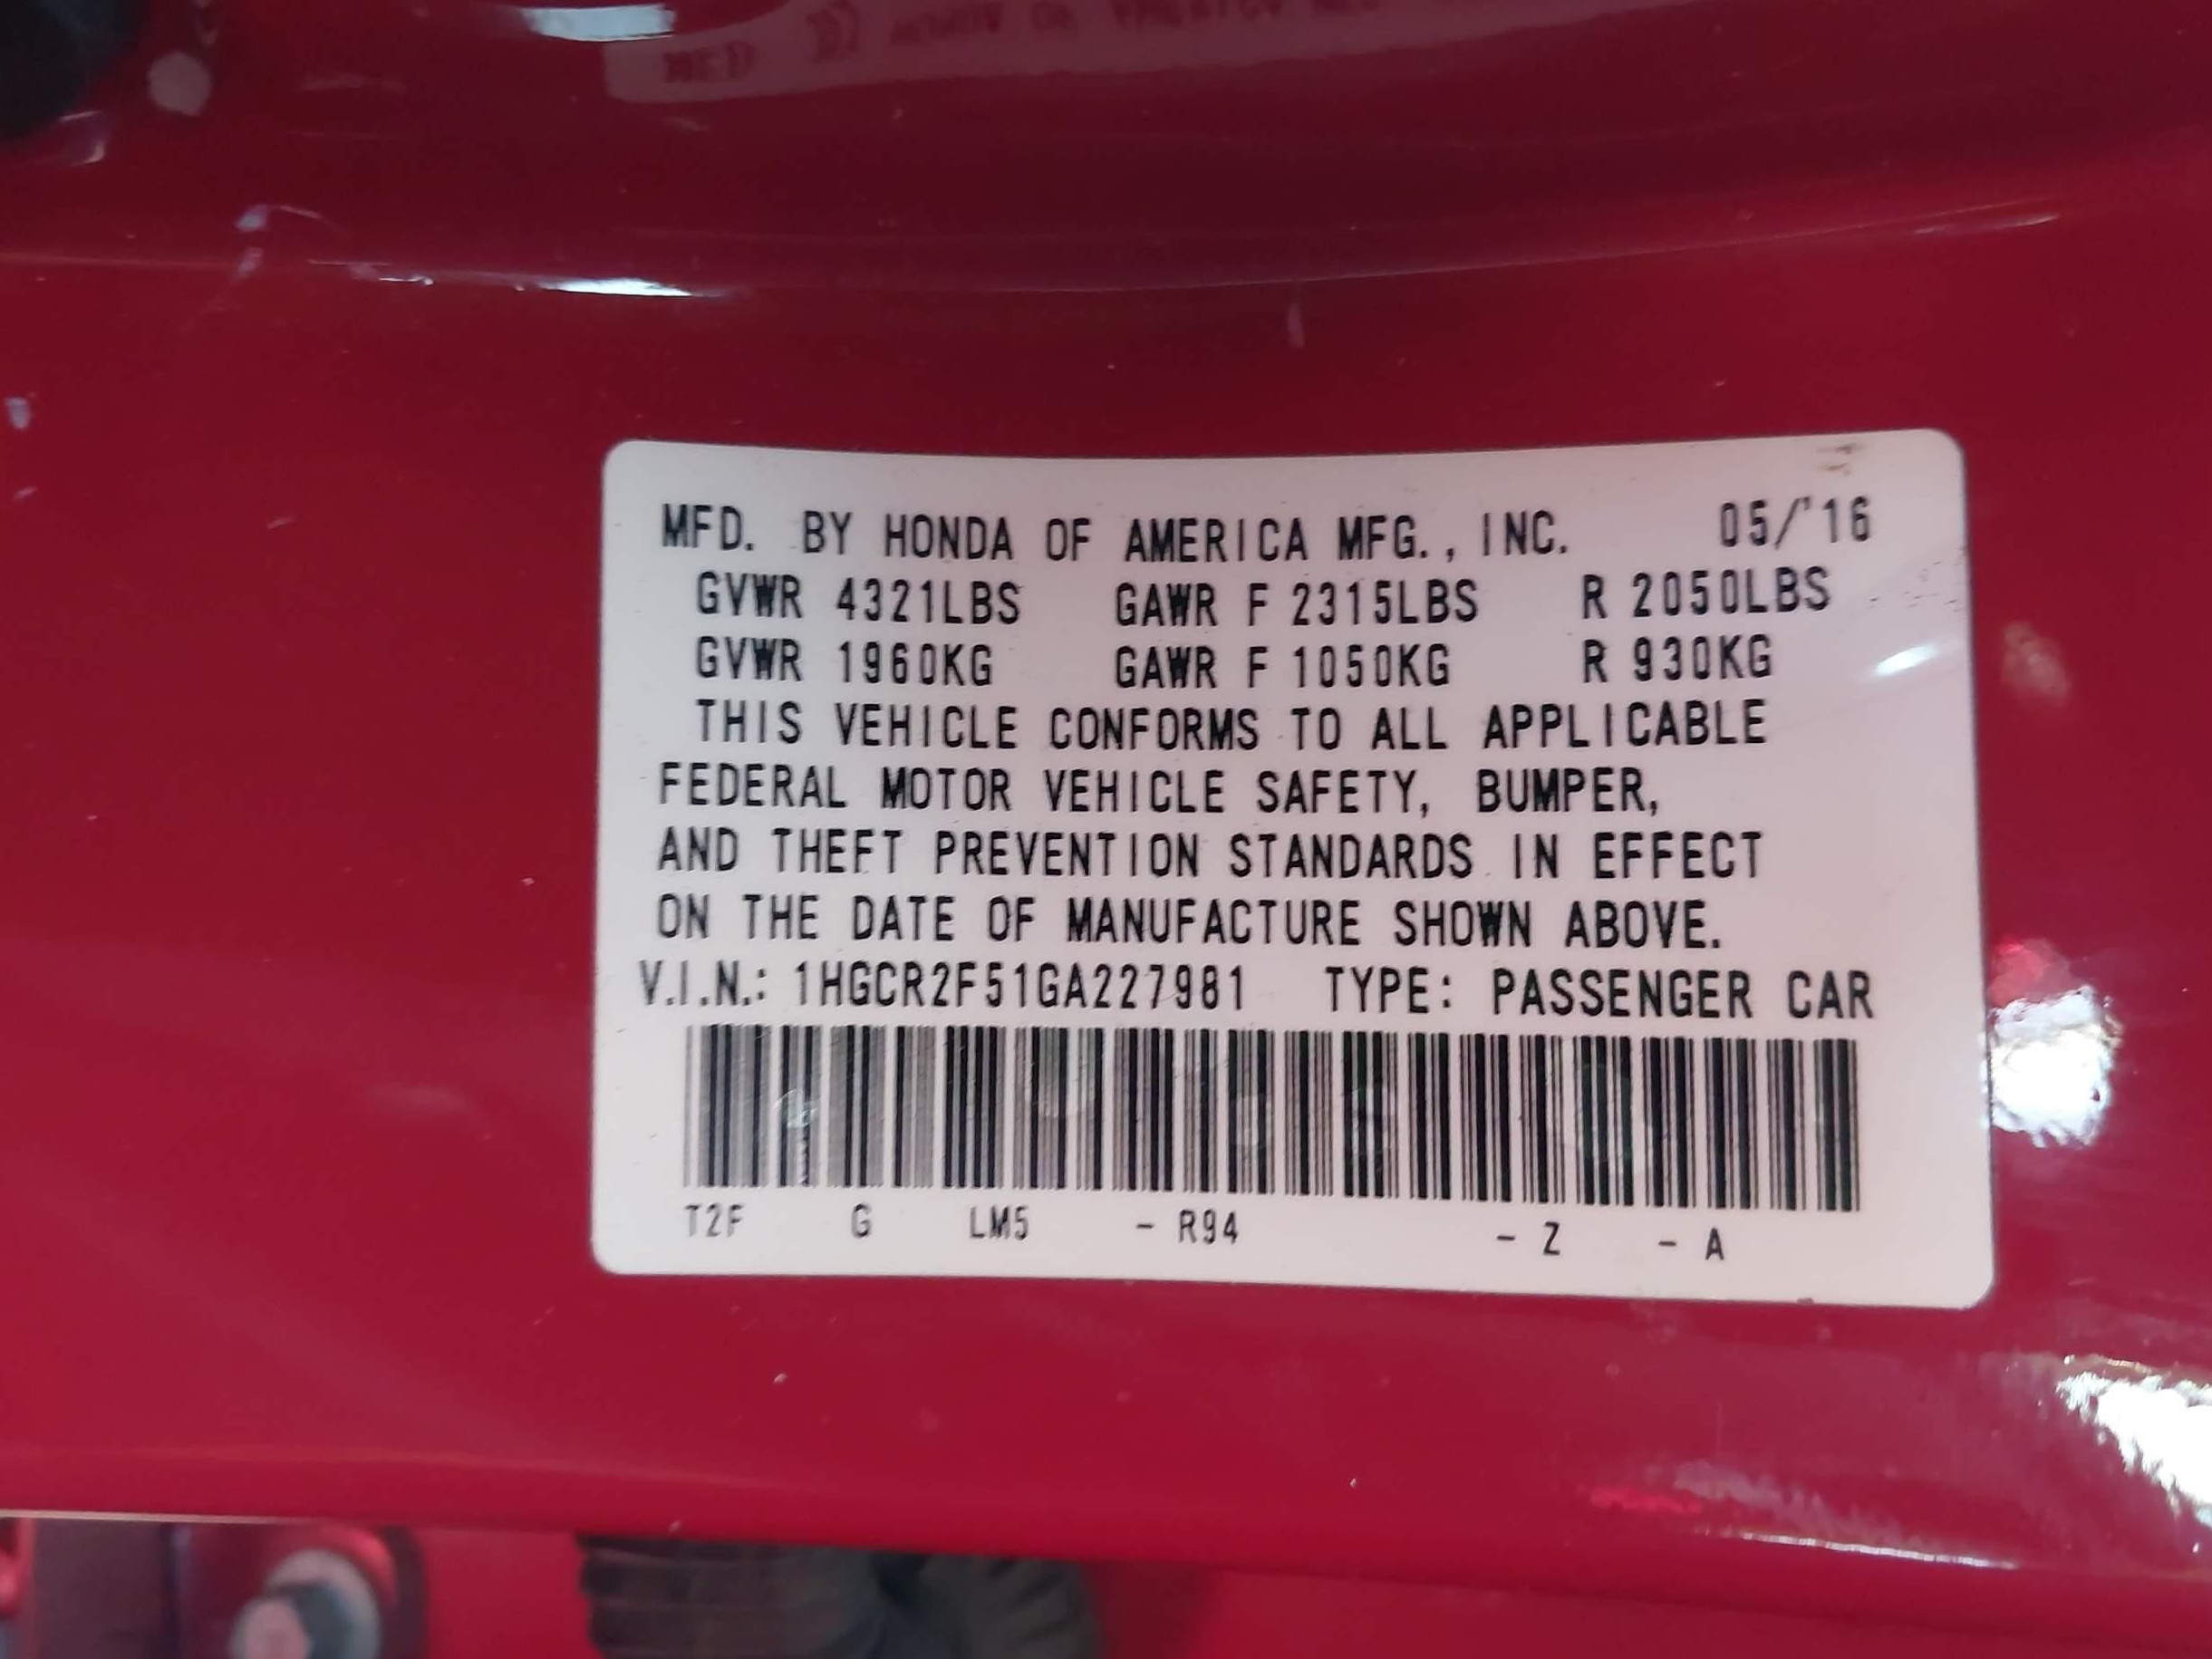 MFD. BY HONDA OF AMERICA MFG., INC. 05/'16
GVWR 4321LBS GAWR F 2315LBS R 2050LBS
GVWR 1960KG GAWR F 1050KG R 930KG
THIS VEHICLE CONFORMS TO ALL APPLICABLE
FEDERAL MOTOR VEHICLE SAFETY, BUMPER,
AND THEFT PREVENTION STANDARDS IN EFFECT
ON THE DATE OF MANUFACTURE SHOWN ABOVE.
V.I.N.: 1HGCR2F51GA227981 TYPE: PASSENGER CAR
T2F G LM5 - R94 - Z - A